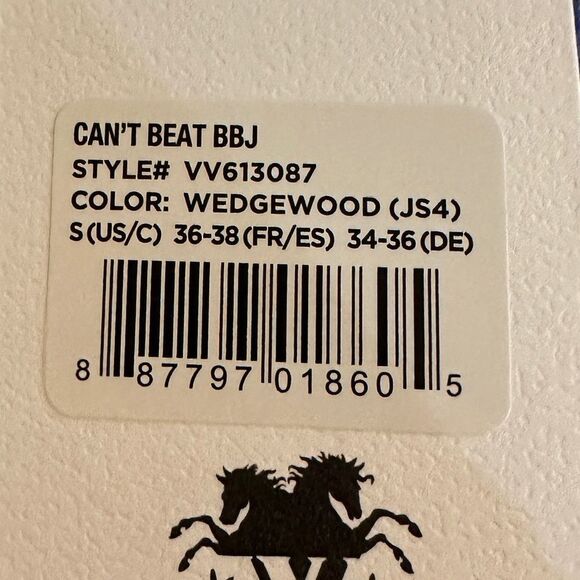 CAN'T BEAT BBJ
STYLE# VV613087
COLOR: WEDGEWOOD (JS4)
S(US/C) 36-38(FR/ES) 34-36(DE)
8 87797 01860 5